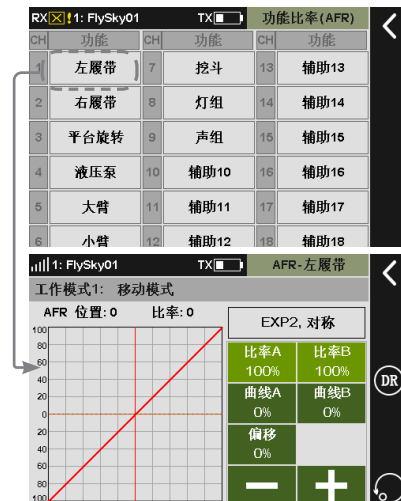 RX 1: FlySky01 TX 功能比率(AFR)
CH 功能 CH 功能 CH 功能
1 左履带 7 挖斗 13 辅助13
2 右履带 8 灯组 14 辅助14
3 平台旋转 9 声组 15 辅助15
4 液压泵 10 辅助10 16 辅助16
5 大臂 11 辅助11 17 辅助17
6 小臂 12 辅助12 18 辅助18
1: FlySky01 TX AFR-左履带
工作模式1: 移动模式
AFR 位置: 0 比率: 0
EXP2, 对称
100
80
60
40
20
0
20
40
60
80
100
比率A 比率B
100% 100%
曲线A 曲线B
0% 0%
偏移
0%
DR